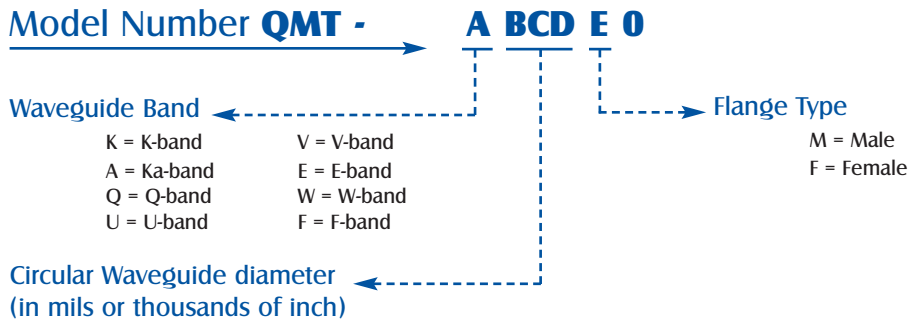 Model Number QMT - A BCD E 0
Waveguide Band
Flange Type
K = K-band V = V-band
M = Male
A = Ka-band E = E-band
F = Female
Q = Q-band W = W-band
U = U-band F = F-band
Circular Waveguide diameter
(in mils or thousands of inch)